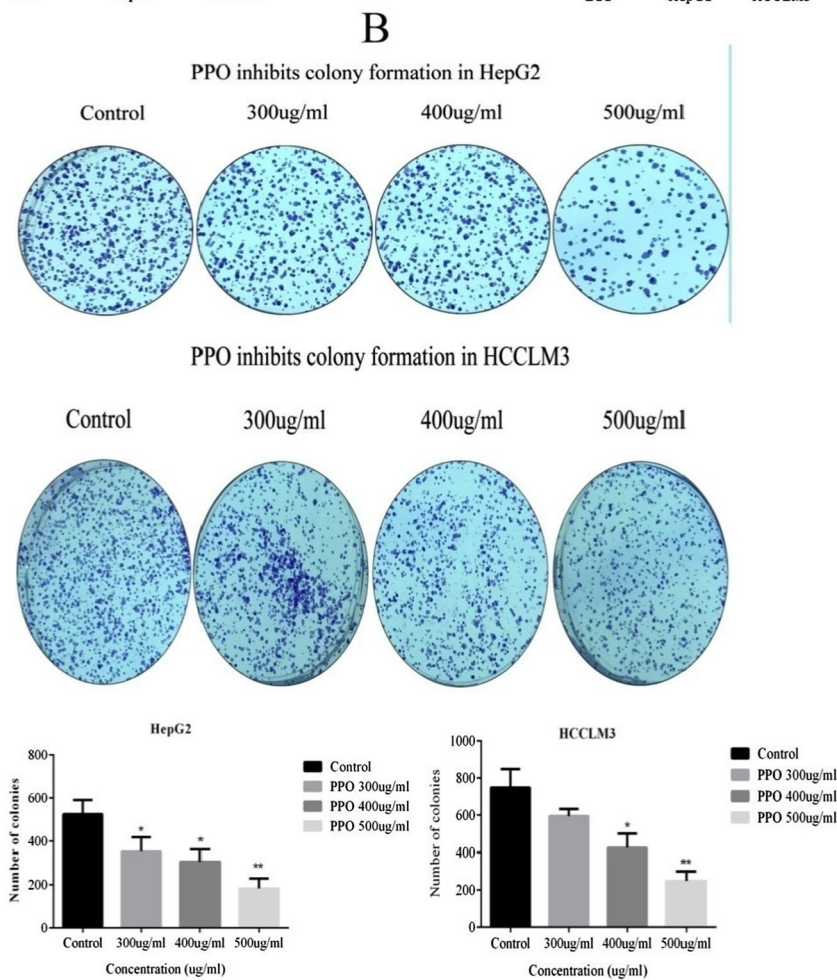 B
PPO inhibits colony formation in HepG2
Control 300ug/ml 400ug/ml 500ug/ml
PPO inhibits colony formation in HCCLM3
Control 300ug/ml 400ug/ml 500ug/ml
HepG2
Number of colonies
800
600
400
200
0
* * **
Control 300ug/ml 400ug/ml 500ug/ml
Concentration (ug/ml)
Control
PPO 300ug/ml
PPO 400ug/ml
PPO 500ug/ml
HCCLM3
Number of colonies
1000
800
600
400
200
0
* **
Control 300ug/ml 400ug/ml 500ug/ml
Concentration (ug/ml)
Control
PPO 300ug/ml
PPO 400ug/ml
PPO 500ug/ml